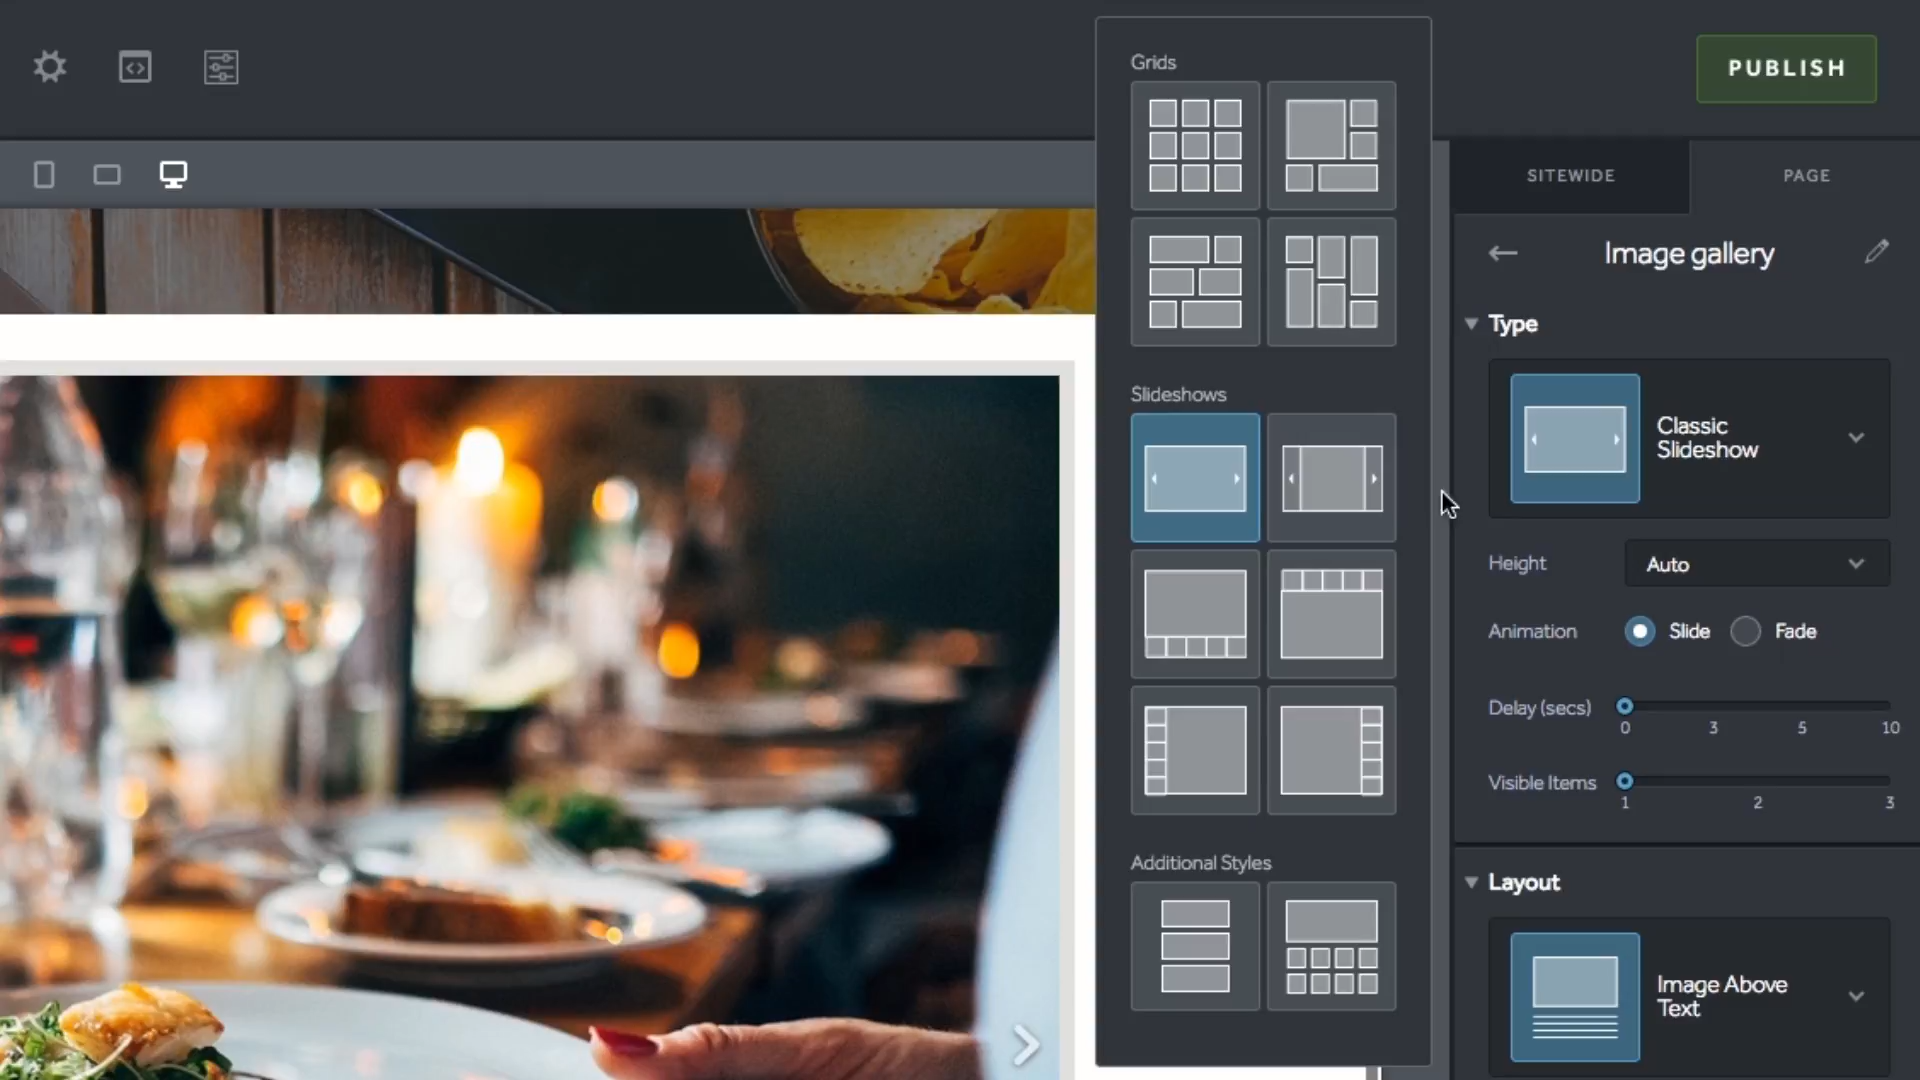 PUBLISH
SITEWIDE
PAGE
Grids
Slideshows
Additional Styles
Image gallery
Type
Classic
Slideshow
Height
Auto
Animation
Slide
Fade
Delay (secs)
0
3
5
10
Visible Items
1
2
3
Layout
Image Above
Text